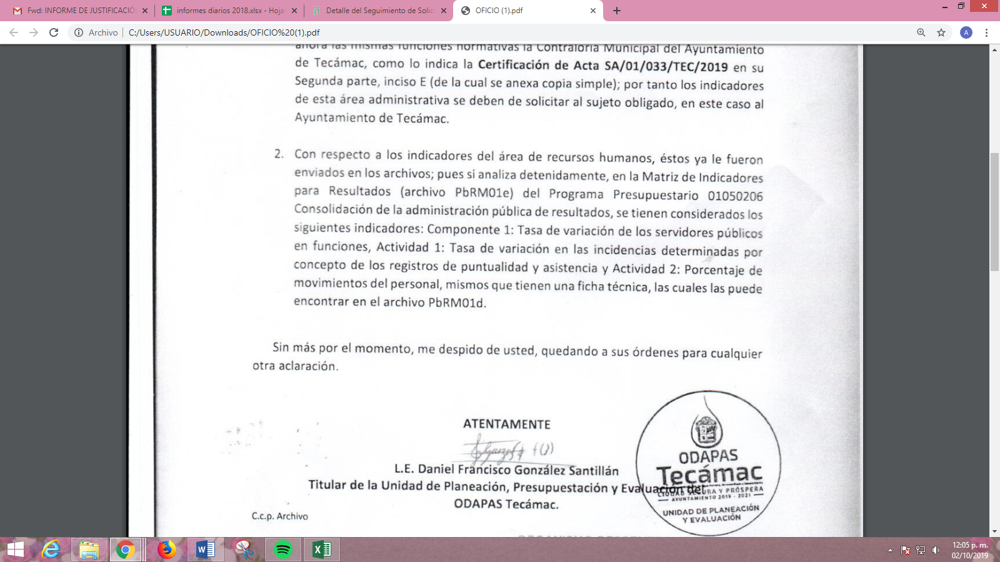 Fwd: INFORME DE JUSTIFICACIÓ
informes diarios 2018.xlsx - Hoja
Detalle del Seguimiento de Solic
OFICIO (1).pdf
Archivo
C:/Users/USUARIO/Downloads/OFICIO%20(1).pdf
A
ahora las mismas funciones normativas la Contraloría Municipal del Ayuntamiento
de Tecámac, como lo indica la Certificación de Acta SA/01/033/TEC/2019 en su
Segunda parte, inciso E (de la cual se anexa copia simple); por tanto los indicadores
de esta área administrativa se deben de solicitar al sujeto obligado, en este caso al
Ayuntamiento de Tecámac.
2. Con respecto a los indicadores del área de recursos humanos, éstos ya le fueron
enviados en los archivos; pues si analiza detenidamente, en la Matriz de Indicadores
para Resultados (archivo PbRM01e) del Programa Presupuestario 01050206
Consolidación de la administración pública de resultados, se tienen considerados los
siguientes indicadores: Componente 1: Tasa de variación de los servidores públicos
en funciones, Actividad 1: Tasa de variación en las incidencias determinadas por
concepto de los registros de puntualidad y asistencia y Actividad 2: Porcentaje de
movimientos del personal, mismos que tienen una ficha técnica, las cuales las puede
encontrar en el archivo PbRM01d.
Sin más por el momento, me despido de usted, quedando a sus órdenes para cualquier
otra aclaración.
ATENTAMENTE
L.E. Daniel Francisco González Santillán
Titular de la Unidad de Planeación, Presupuestación y Evaluación del
ODAPAS Tecámac.
C.c.p. Archivo
ODAPAS
Tecámac
CIUDAD SEGURA Y PRÓSPERA
AYUNTAMIENTO 2019 - 2021
UNIDAD DE PLANEACIÓN
Y EVALUACIÓN
12:05 p. m.
02/10/2019